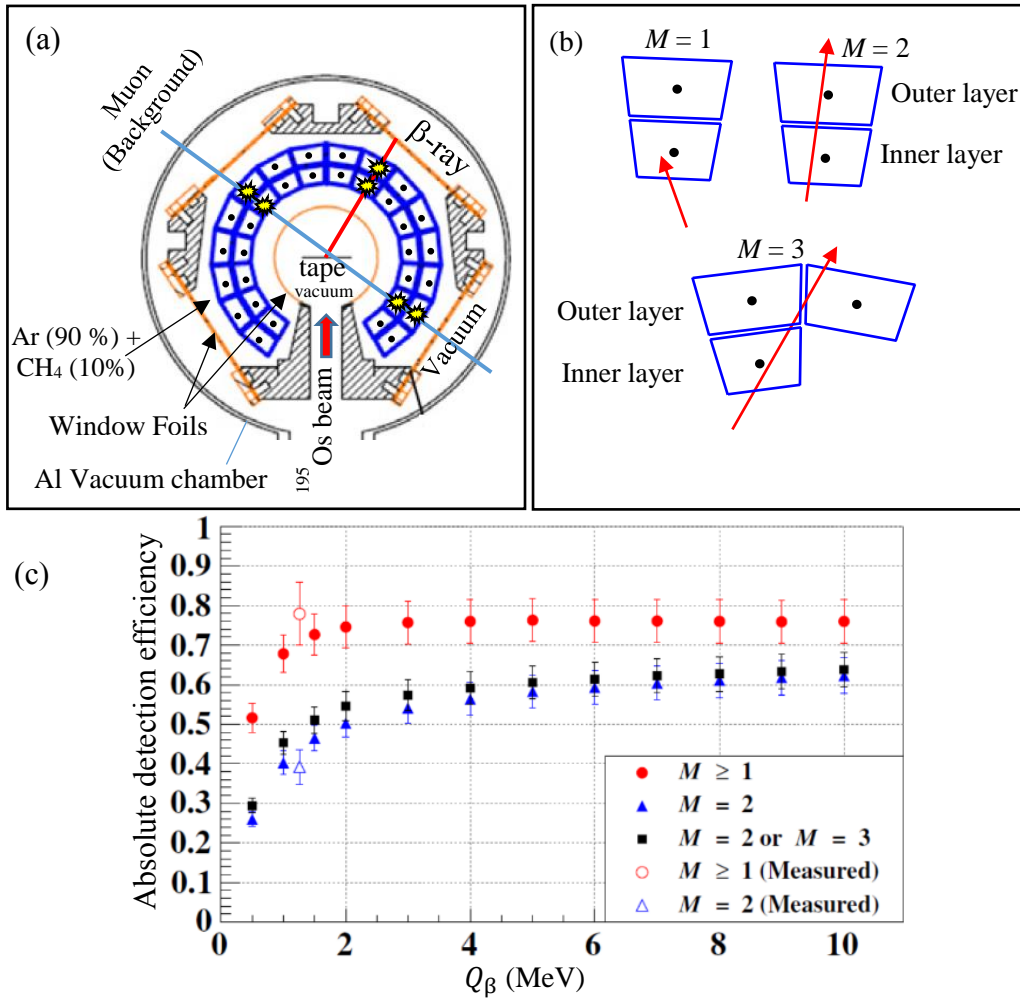 (a)
Muon
(Background)
β-ray
tape
vacuum
Ar (90 %) +
CH₄ (10%)
Vacuum
Window Foils
¹⁹⁵Os beam
Al Vacuum chamber
(b)
M = 1
M = 2
Outer layer
Inner layer
M = 3
Outer layer
Inner layer
(c)
Absolute detection efficiency
1
0.9
0.8
0.7
0.6
0.5
0.4
0.3
0.2
0.1
0
0 2 4 6 8 10
Qβ (MeV)
M ≥ 1
M = 2
M = 2 or M = 3
M ≥ 1 (Measured)
M = 2 (Measured)